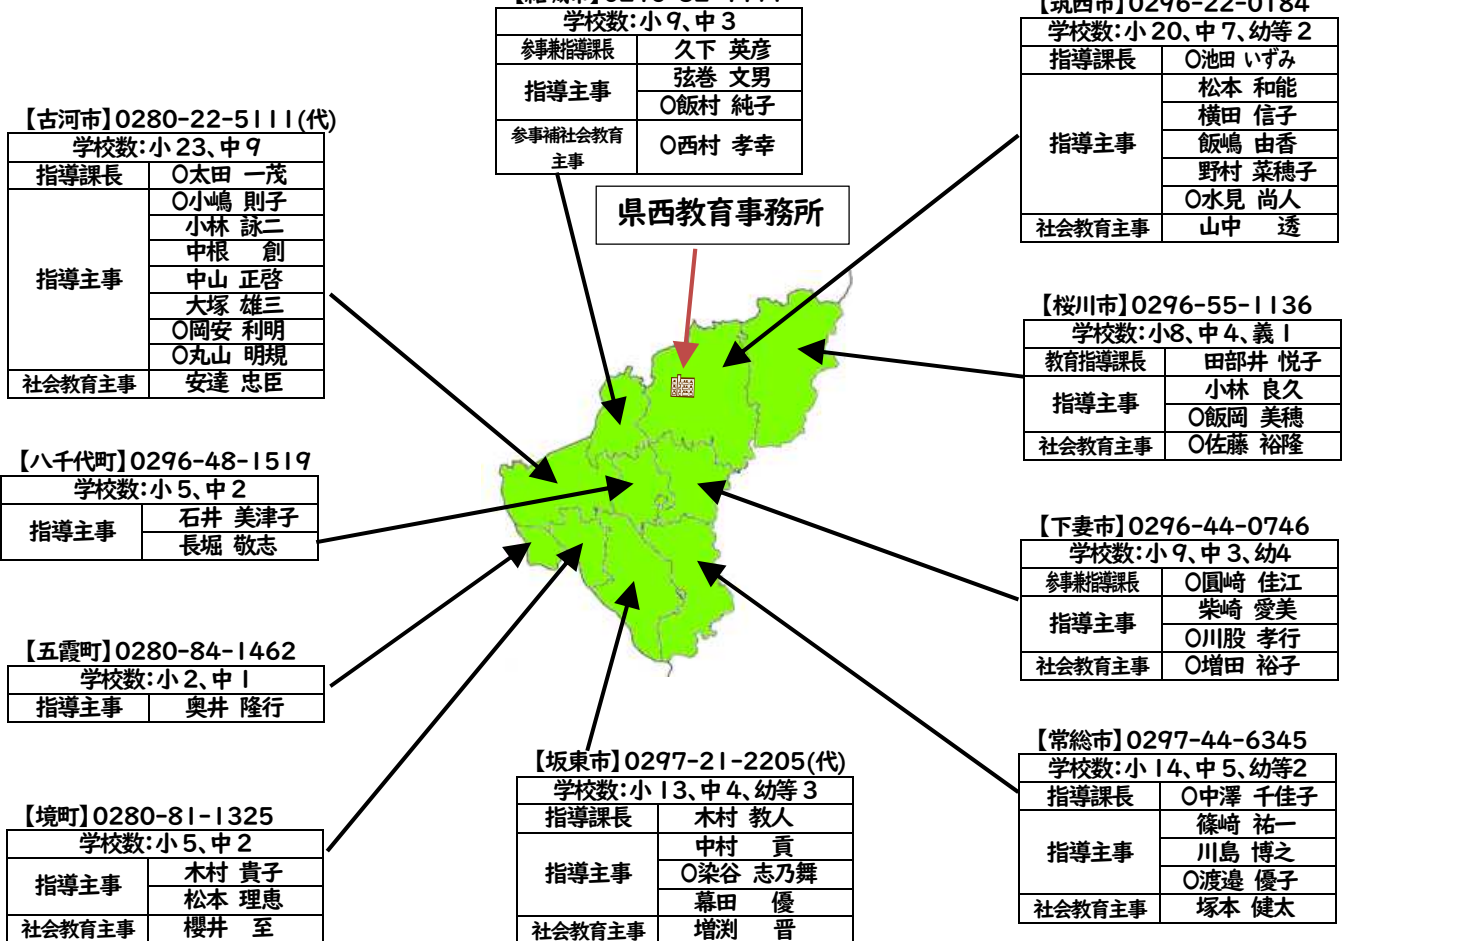 学校数:小9、中3
参事兼指導課長 久下 英彦
指導主事 弦巻 文男
○飯村 純子
参事補社会教育主事 ○西村 孝幸
県西教育事務所
【筑西市】0296-22-0184
学校数:小20、中7、幼等2
指導課長 ○池田 いずみ
指導主事 松本 和能
横田 信子
飯嶋 由香
野村 菜穂子
○水見 尚人
社会教育主事 山中 透
【古河市】0280-22-5111(代)
学校数:小23、中9
指導課長 ○太田 一茂
指導主事 ○小嶋 則子
小林 詠二
中根 創
中山 正啓
大塚 雄三
○岡安 利明
○丸山 明規
社会教育主事 安達 忠臣
【桜川市】0296-55-1136
学校数:小8、中4、義1
教育指導課長 田部井 悦子
指導主事 小林 良久
○飯岡 美穂
社会教育主事 ○佐藤 裕隆
【八千代町】0296-48-1519
学校数:小5、中2
指導主事 石井 美津子
長堀 敬志
【下妻市】0296-44-0746
学校数:小9、中3、幼4
参事兼指導課長 ○圓崎 佳江
指導主事 柴崎 愛美
○川股 孝行
社会教育主事 ○増田 裕子
【五霞町】0280-84-1462
学校数:小2、中1
指導主事 奥井 隆行
【常総市】0297-44-6345
学校数:小14、中5、幼等2
指導課長 ○中澤 千佳子
指導主事 篠崎 祐一
川島 博之
○渡邉 優子
社会教育主事 塚本 健太
【坂東市】0297-21-2205(代)
学校数:小13、中4、幼等3
指導課長 木村 教人
指導主事 中村 貢
○染谷 志乃舞
幕田 優
社会教育主事 増渕 晋
【境町】0280-81-1325
学校数:小5、中2
指導主事 木村 貴子
松本 理恵
社会教育主事 櫻井 至